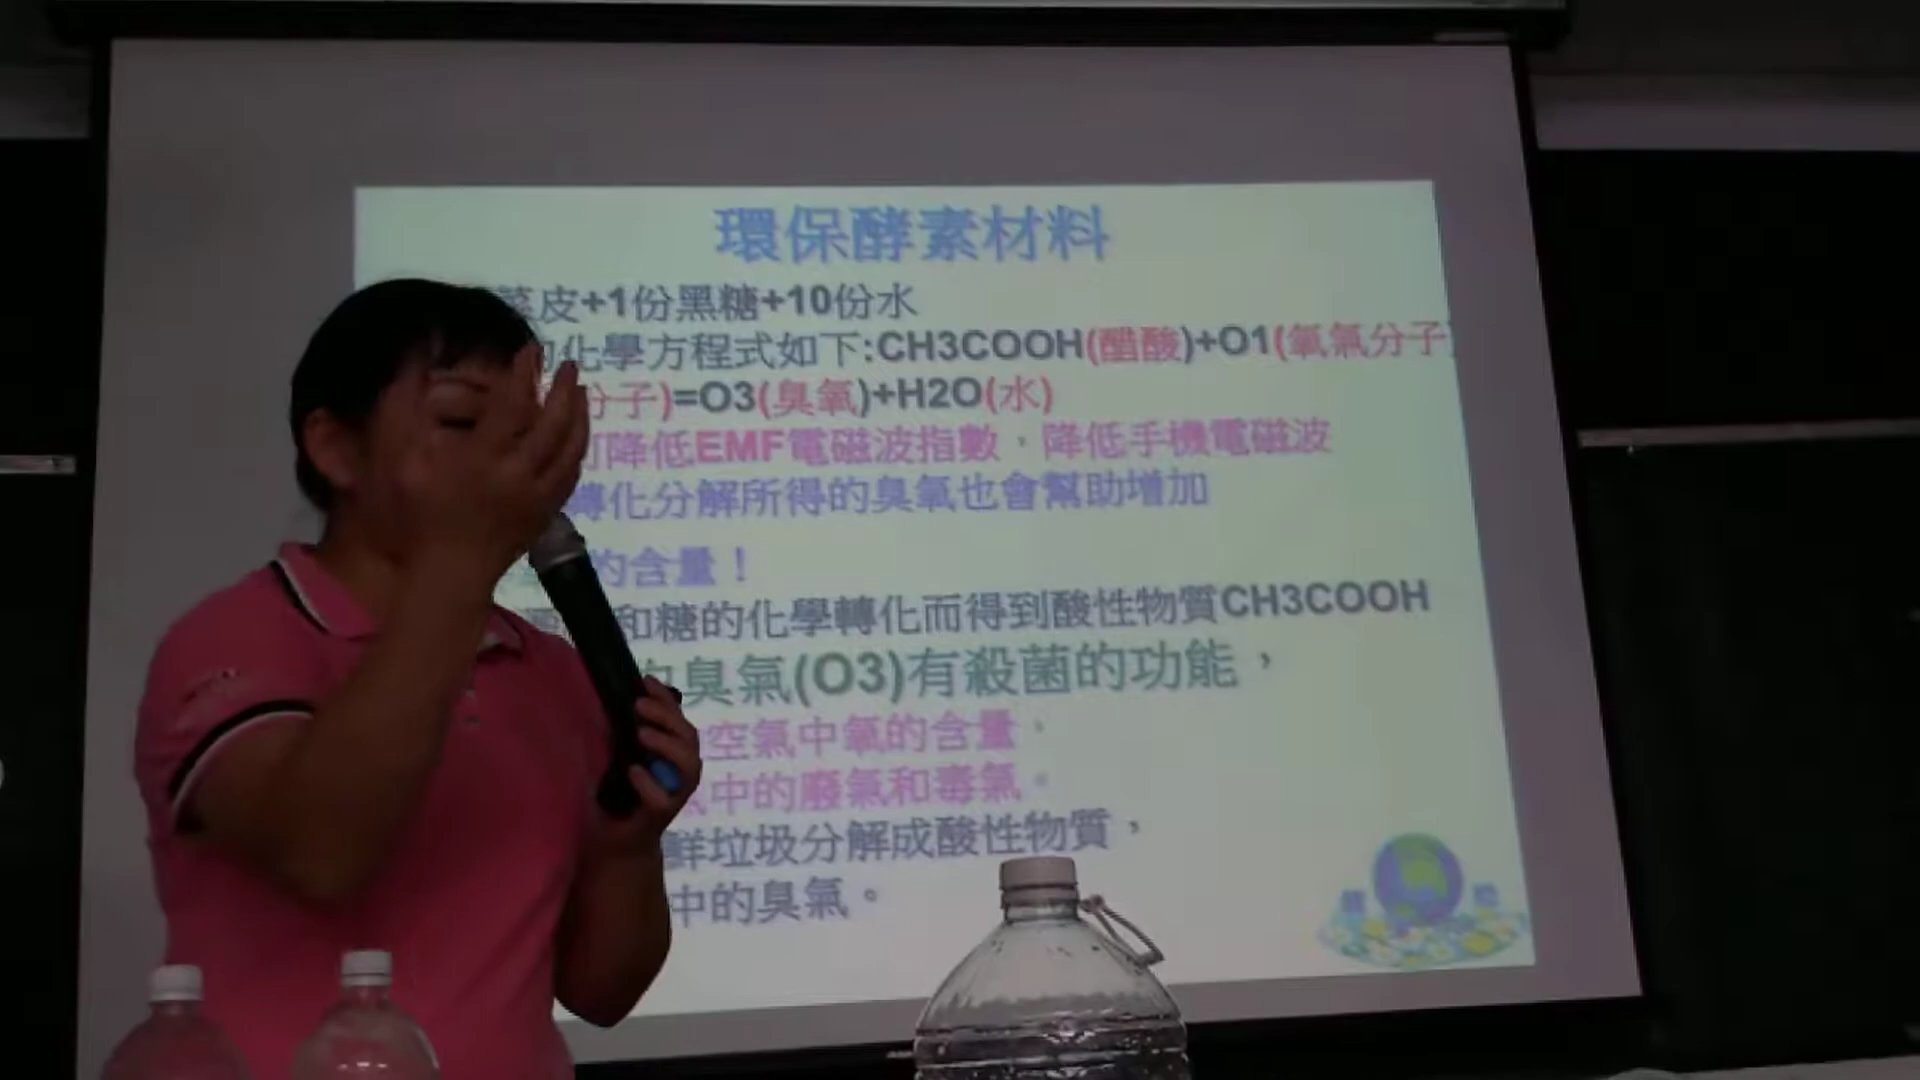 環保酵素材料
菜皮+1份黑糖+10份水
的化學方程式如下:CH3COOH(醋酸)+O1(氧氣分子
分子)=O3(臭氧)+H2O(水)
可降低EMF電磁波指數，降低手機電磁波
轉化分解所得的臭氧也會幫助增加
的含量！
和糖的化學轉化而得到酸性物質CH3COOH
的臭氧(O3)有殺菌的功能，
空氣中氧的含量。
氣中的廢氣和毒氣。
鮮垃圾分解成酸性物質，
中的臭氣。